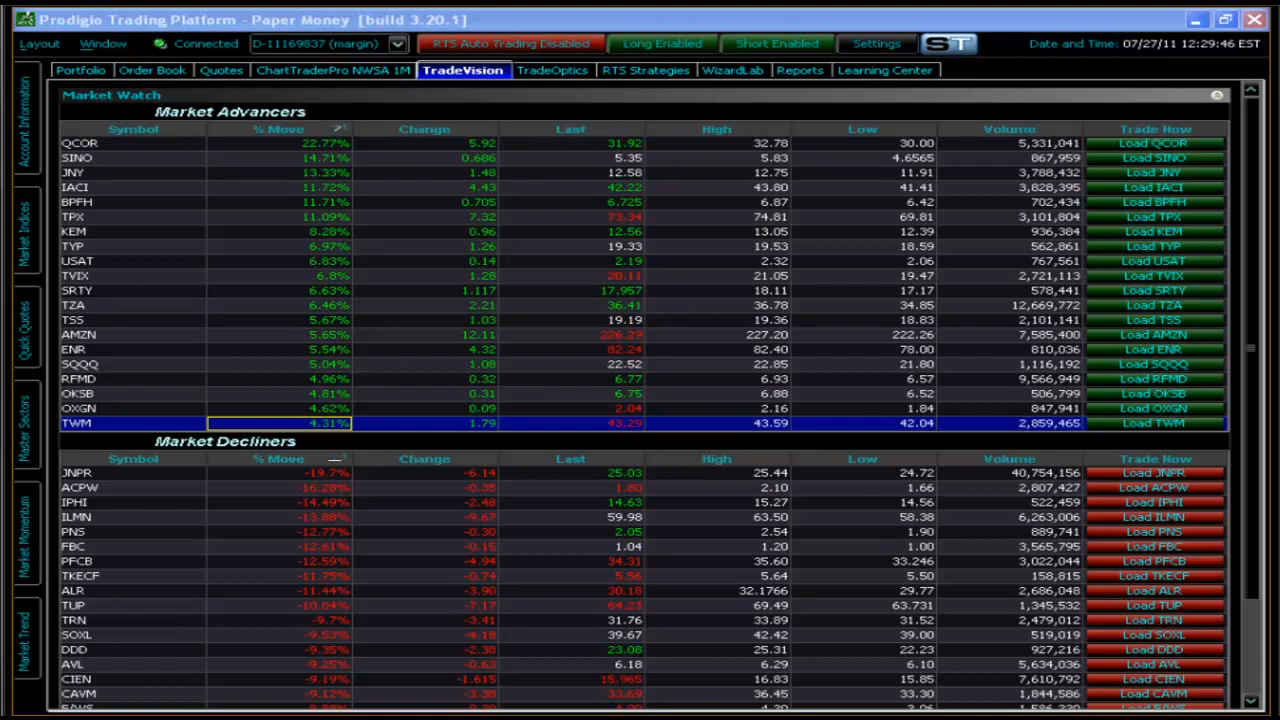 Prodigio Trading Platform - Paper Money [build 3.20.1]
Layout Window Connected D-11169837 (margin) RTS Auto Trading Disabled Long Enabled Short Enabled Settings ST Date and Time: 07/27/11 12:29:46 EST
Portfolio Order Book Quotes ChartTraderPro NWSA 1M TradeVision TradeOptics RTS Strategies WizardLab Reports Learning Center
Account Information
Market Indices
Quick Quotes
Master Sectors
Market Momentum
Market Trend
Market Watch
Market Advancers
Symbol % Move Change Last High Low Volume Trade Now
QCOR 22.77% 5.92 31.92 32.78 30.00 5,331,041 Load QCOR
SINO 14.71% 0.686 5.35 5.83 4.6565 867,959 Load SINO
JNY 13.33% 1.48 12.58 12.75 11.91 3,788,432 Load JNY
IACI 11.72% 4.43 42.22 43.80 41.41 3,828,395 Load IACI
BPFH 11.71% 0.705 6.725 6.87 6.42 702,434 Load BPFH
TPX 11.09% 7.32 73.34 74.81 69.81 3,101,804 Load TPX
KEM 8.28% 0.96 12.56 13.05 12.39 936,384 Load KEM
TYP 6.97% 1.26 19.33 19.53 18.59 562,861 Load TYP
USAT 6.83% 0.14 2.19 2.32 2.06 767,561 Load USAT
TVIX 6.8% 1.28 20.11 21.05 19.47 2,721,113 Load TVIX
SRTY 6.63% 1.117 17.957 18.11 17.17 578,441 Load SRTY
TZA 6.46% 2.21 36.41 36.78 34.85 12,669,772 Load TZA
TSS 5.67% 1.03 19.19 19.36 18.83 2,101,141 Load TSS
AMZN 5.65% 12.11 226.29 227.20 222.26 7,585,400 Load AMZN
ENR 5.54% 4.32 82.24 82.40 78.00 810,036 Load ENR
SQQQ 5.04% 1.08 22.52 22.85 21.80 1,116,192 Load SQQQ
RFMD 4.96% 0.32 6.77 6.93 6.57 9,566,949 Load RFMD
OKSB 4.81% 0.31 6.75 6.88 6.52 506,799 Load OKSB
OXGN 4.62% 0.09 2.04 2.16 1.84 847,941 Load OXGN
TWM 4.31% 1.79 43.29 43.59 42.04 2,859,465 Load TWM
Market Decliners
Symbol % Move Change Last High Low Volume Trade Now
JNPR -19.7% -6.14 25.03 25.44 24.72 40,754,156 Load JNPR
ACPW -16.28% -0.35 1.80 2.10 1.66 2,807,427 Load ACPW
IPHI -14.49% -2.48 14.63 15.27 14.56 522,459 Load IPHI
ILMN -13.88% -9.67 59.98 63.50 58.38 6,263,006 Load ILMN
PNS -12.77% -0.30 2.05 2.54 1.90 889,741 Load PNS
FBC -12.61% -0.15 1.04 1.20 1.00 3,565,795 Load FBC
PFCB -12.59% -4.94 34.31 35.60 33.246 3,022,044 Load PFCB
TKECF -11.75% -0.74 5.56 5.64 5.50 158,815 Load TKECF
ALR -11.44% -3.90 30.18 32.1766 29.77 2,686,048 Load ALR
TUP -10.04% -7.17 64.23 69.49 63.731 1,345,532 Load TUP
TRN -9.7% -3.41 31.76 33.89 31.52 2,479,012 Load TRN
SOXL -9.53% -4.18 39.67 42.42 39.00 519,019 Load SOXL
DDD -9.35% -2.38 23.08 25.31 22.23 927,216 Load DDD
AVL -9.25% -0.63 6.18 6.29 6.10 5,634,036 Load AVL
CIEN -9.19% -1.615 15.965 16.83 15.85 7,610,792 Load CIEN
CAVM -9.12% -3.38 33.69 36.45 33.30 1,844,586 Load CAVM